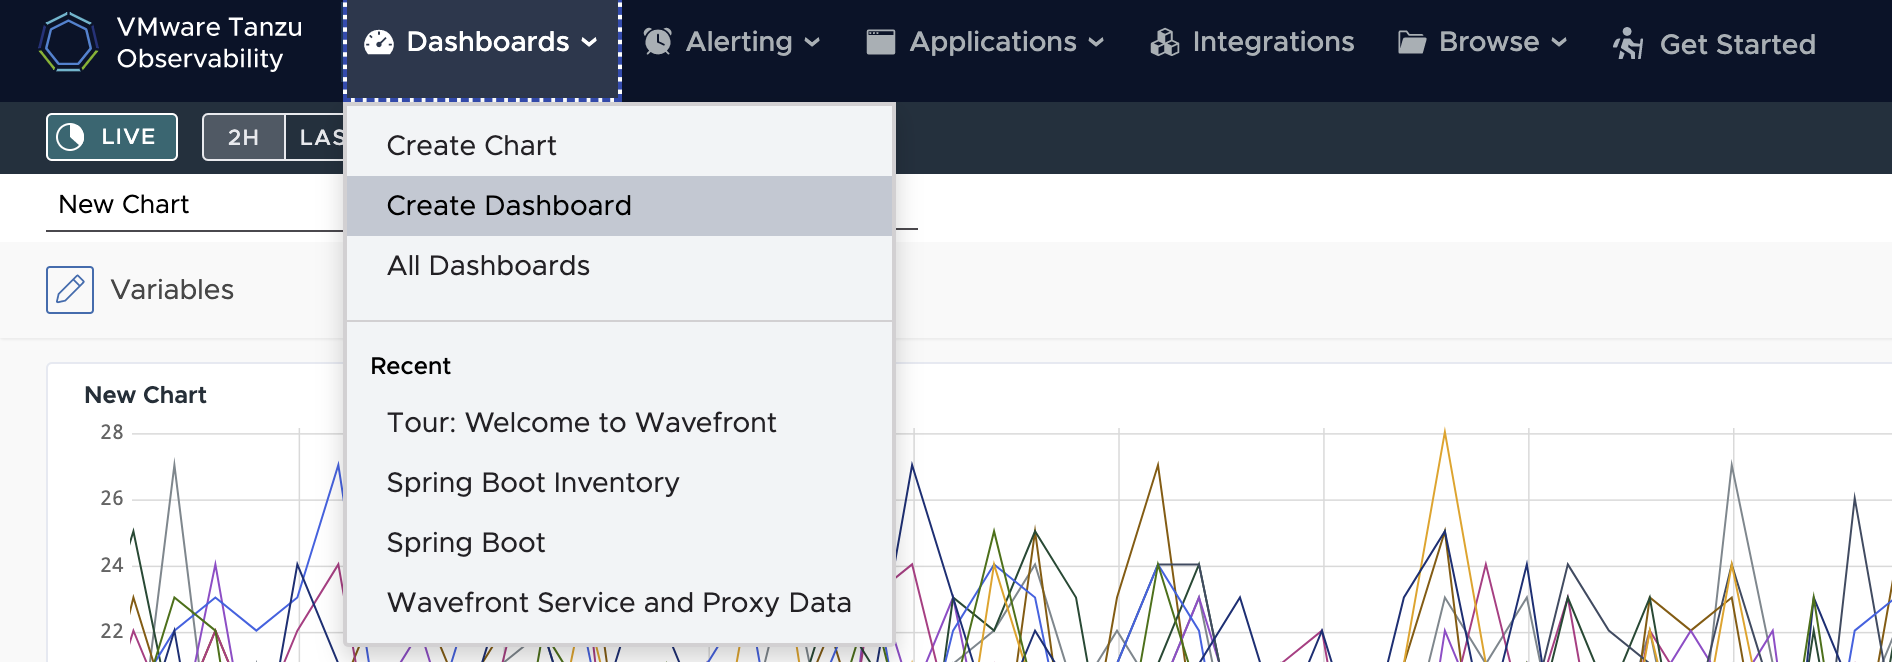 VMware Tanzu
Observability
Dashboards
Alerting
Applications
Integrations
Browse
Get Started
LIVE
2H
LAS
Create Chart
Create Dashboard
All Dashboards
New Chart
Variables
Recent
Tour: Welcome to Wavefront
Spring Boot Inventory
Spring Boot
Wavefront Service and Proxy Data
New Chart
28
26
24
22